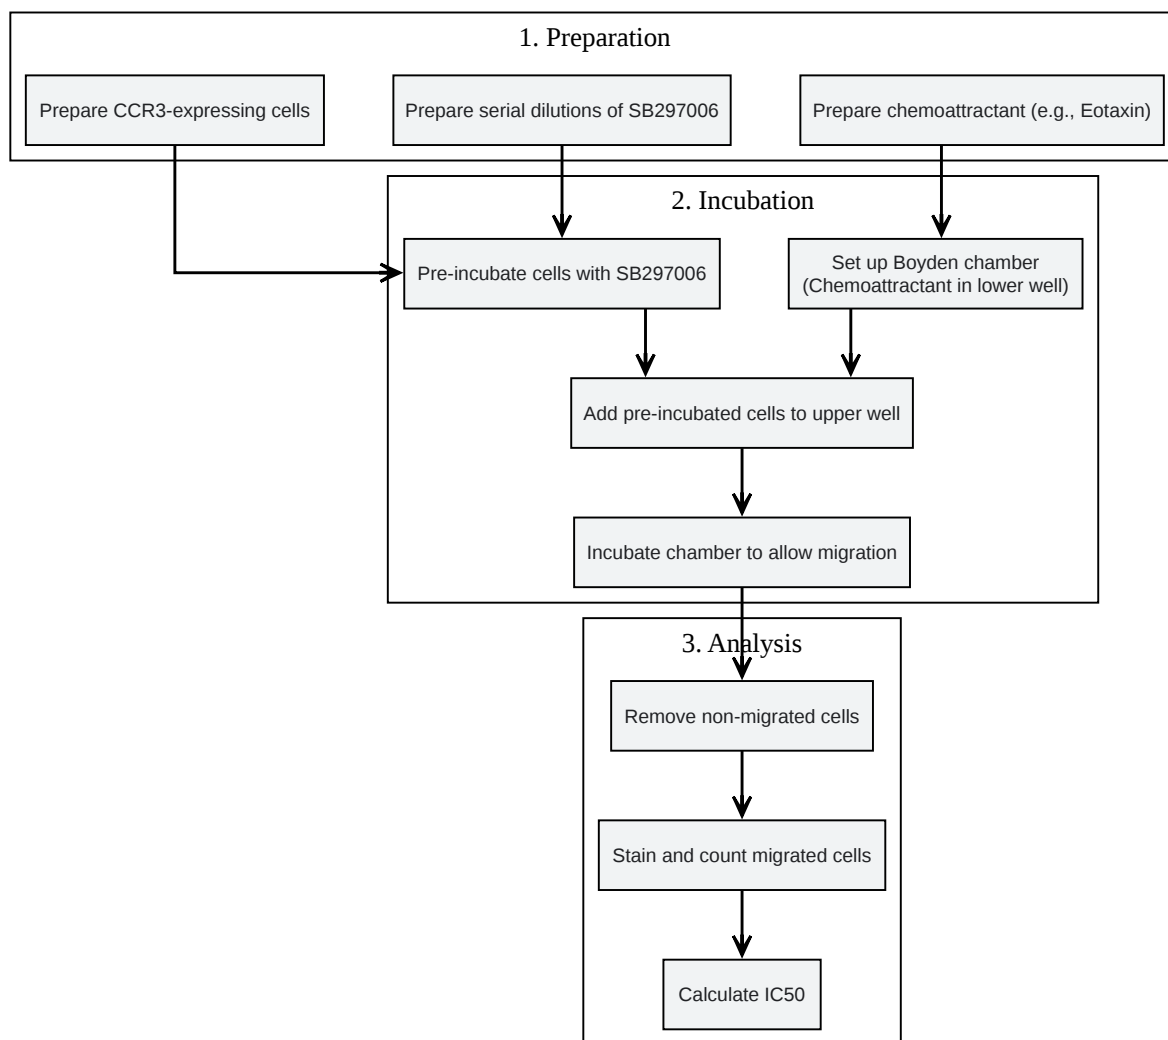 1. Preparation
Prepare CCR3-expressing cells
Prepare serial dilutions of SB297006
Prepare chemoattractant (e.g., Eotaxin)
2. Incubation
Pre-incubate cells with SB297006
Set up Boyden chamber
(Chemoattractant in lower well)
Add pre-incubated cells to upper well
Incubate chamber to allow migration
3. Analysis
Remove non-migrated cells
Stain and count migrated cells
Calculate IC50